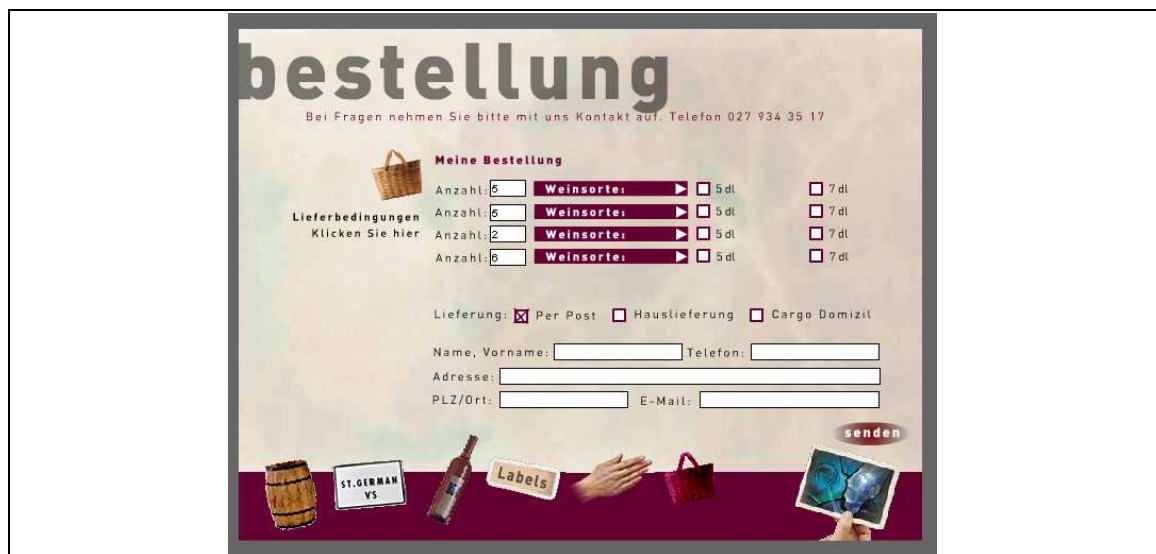 bestellung
Bei Fragen nehmen Sie bitte mit uns Kontakt auf. Telefon 027 934 35 17
Meine Bestellung
Anzahl: 5 Weinsorte: 5 dl 7 dl
Anzahl: 5 Weinsorte: 5 dl 7 dl
Lieferbedingungen
Klicken Sie hier
Anzahl: 2 Weinsorte: 5 dl 7 dl
Anzahl: 6 Weinsorte: 5 dl 7 dl
Lieferung: Per Post Hauslieferung Cargo Domizil
Name, Vorname: Telefon:
Adresse:
PLZ/Ort: E-Mail:
senden
ST.GERMAN
VS
Labels